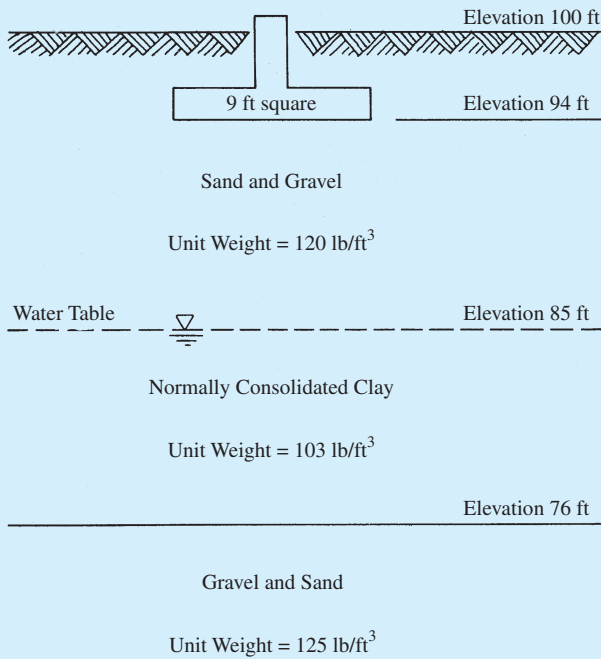 Elevation 100 ft
9 ft square
Elevation 94 ft
Sand and Gravel
Unit Weight = 120 lb/ft³
Water Table
Elevation 85 ft
Normally Consolidated Clay
Unit Weight = 103 lb/ft³
Elevation 76 ft
Gravel and Sand
Unit Weight = 125 lb/ft³